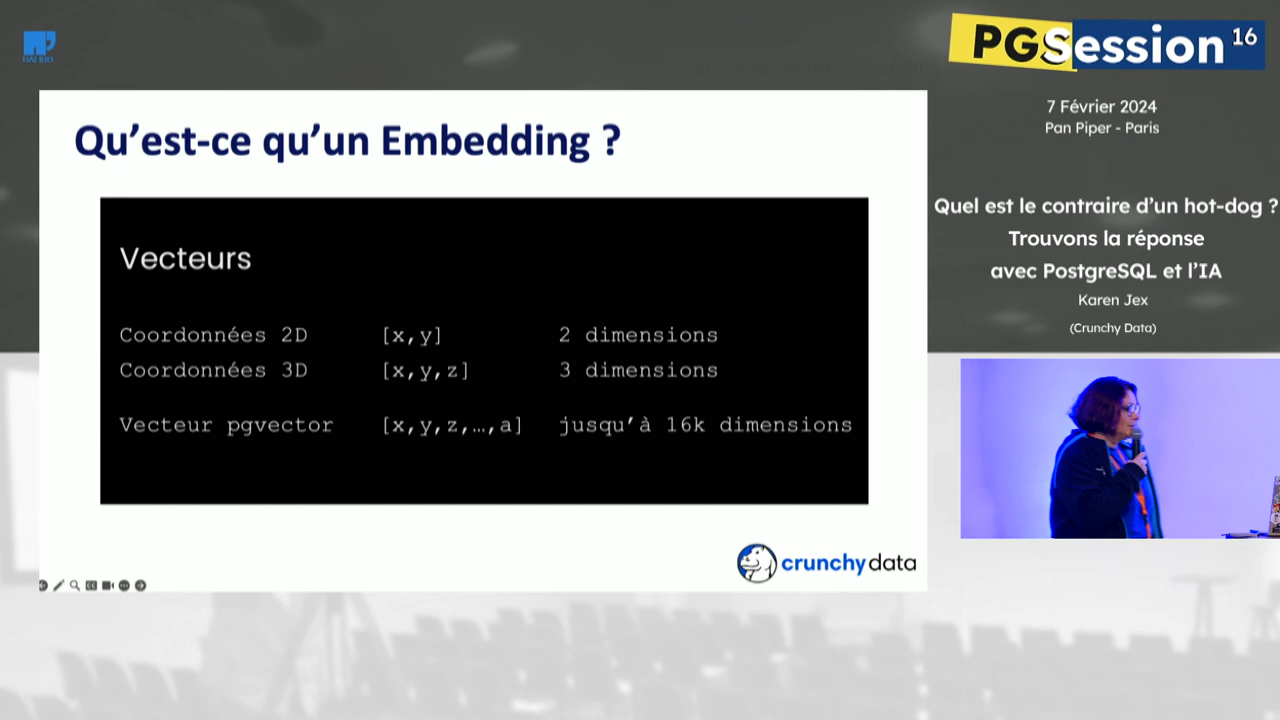 PGSession 16
7 Février 2024
Pan Piper - Paris
Quel est le contraire d'un hot-dog ?
Trouvons la réponse
avec PostgreSQL et l'IA
Karen Jex
(Crunchy Data)
Qu'est-ce qu'un Embedding ?
Vecteurs
Coordonnées 2D [x,y] 2 dimensions
Coordonnées 3D [x,y,z] 3 dimensions
Vecteur pgvector [x,y,z,…,a] jusqu'à 16k dimensions
crunchydata